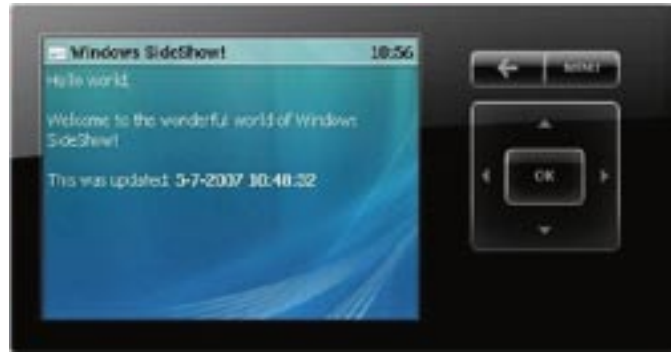 Windows SideShow! 10:56
Hello world,
Welcome to the wonderful world of Windows
SideShow!
This was updated: 5-7-2007 10:48:32
MENU
OK